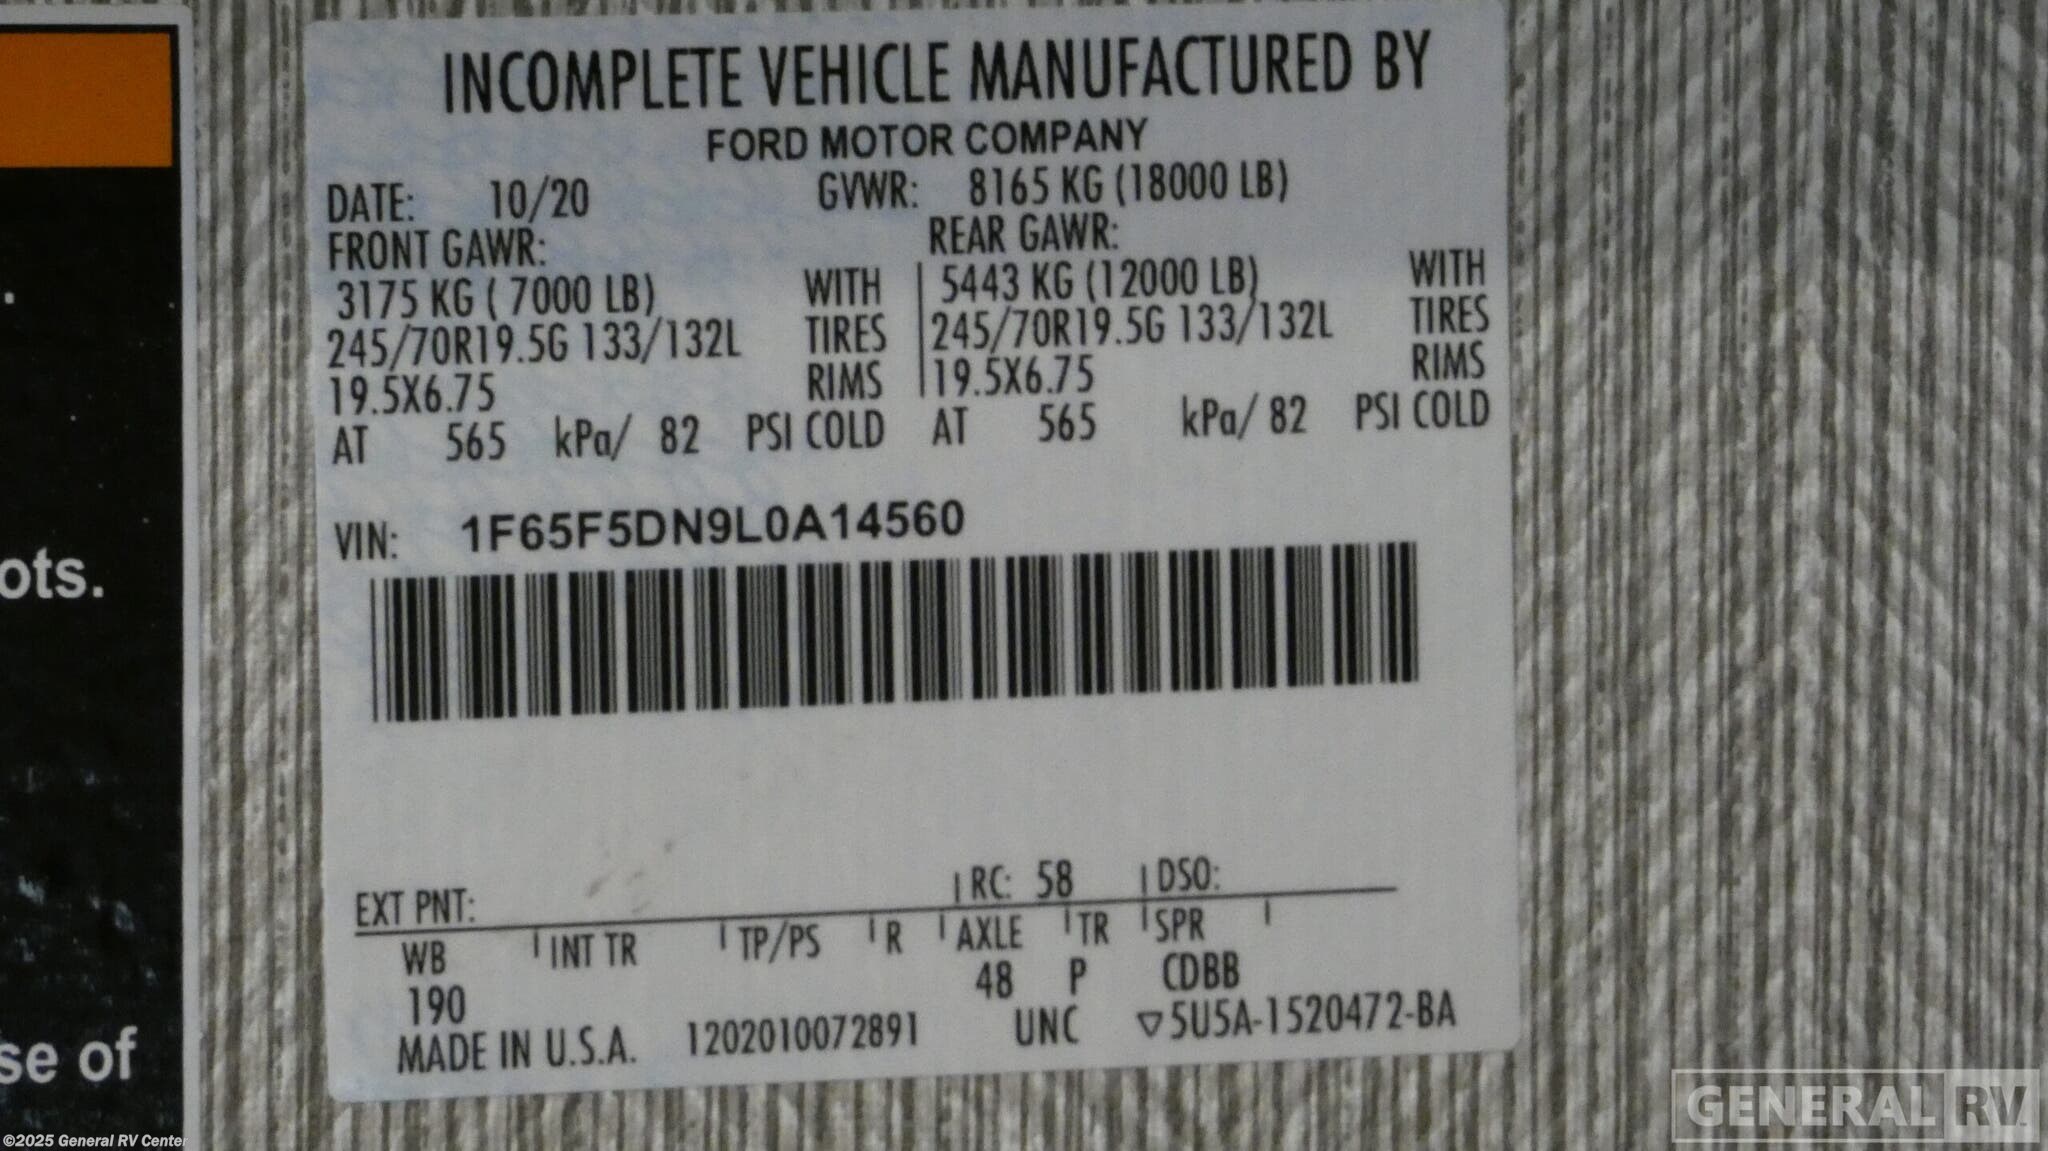 INCOMPLETE VEHICLE MANUFACTURED BY
FORD MOTOR COMPANY
DATE: 10/20 GVWR: 8165 KG (18000 LB)
FRONT GAWR: REAR GAWR:
3175 KG ( 7000 LB) WITH 5443 KG (12000 LB) WITH
245/70R19.5G 133/132L TIRES 245/70R19.5G 133/132L TIRES
19.5X6.75 RIMS 19.5X6.75 RIMS
AT 565 kPa/ 82 PSI COLD AT 565 kPa/ 82 PSI COLD
VIN: 1F65F5DN9L0A14560
EXT PNT: RC: 58 DSO:
WB INT TR TP/PS R AXLE TR SPR
190 48 P CDBB
MADE IN U.S.A. 1202010072891 UNC ▽5U5A-1520472-BA
ots.
se of
©2025 General RV Center
GENERAL RV